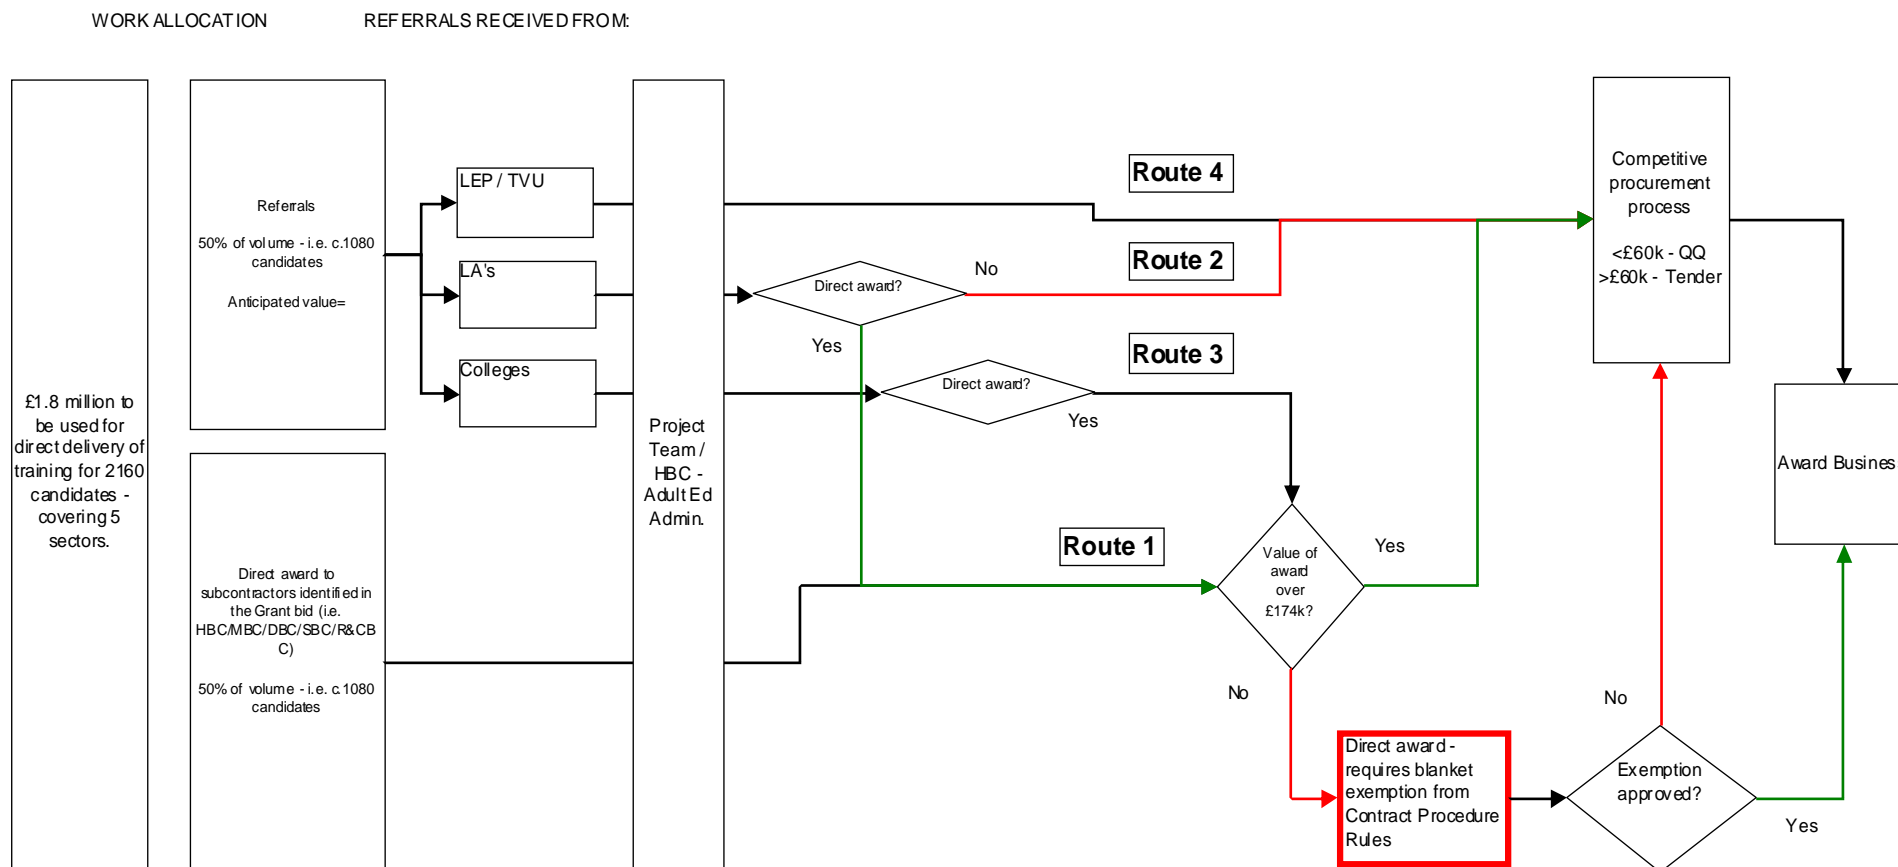 WORK ALLOCATION
REFERRALS RECEIVED FROM:
£1.8 million to
be used for
direct delivery of
training for 2160
candidates -
covering 5
sectors.
Referrals
50% of volume - i.e. c.1080
candidates
Anticipated value=
Direct award to
subcontractors identified in
the Grant bid (i.e.
HBC/MBC/DBC/SBC/R&CB
C)
50% of volume - i.e. c.1080
candidates
LEP / TVU
LA's
Colleges
Project
Team /
HBC -
Adult Ed
Admin.
Route 4
Route 2
Direct award?
No
Yes
Route 3
Direct award?
Yes
Route 1
Value of
award
over
£174k?
Yes
No
Direct award -
requires blanket
exemption from
Contract Procedure
Rules
Exemption
approved?
No
Yes
Competitive
procurement
process
<£60k - QQ
>£60k - Tender
Award Busines